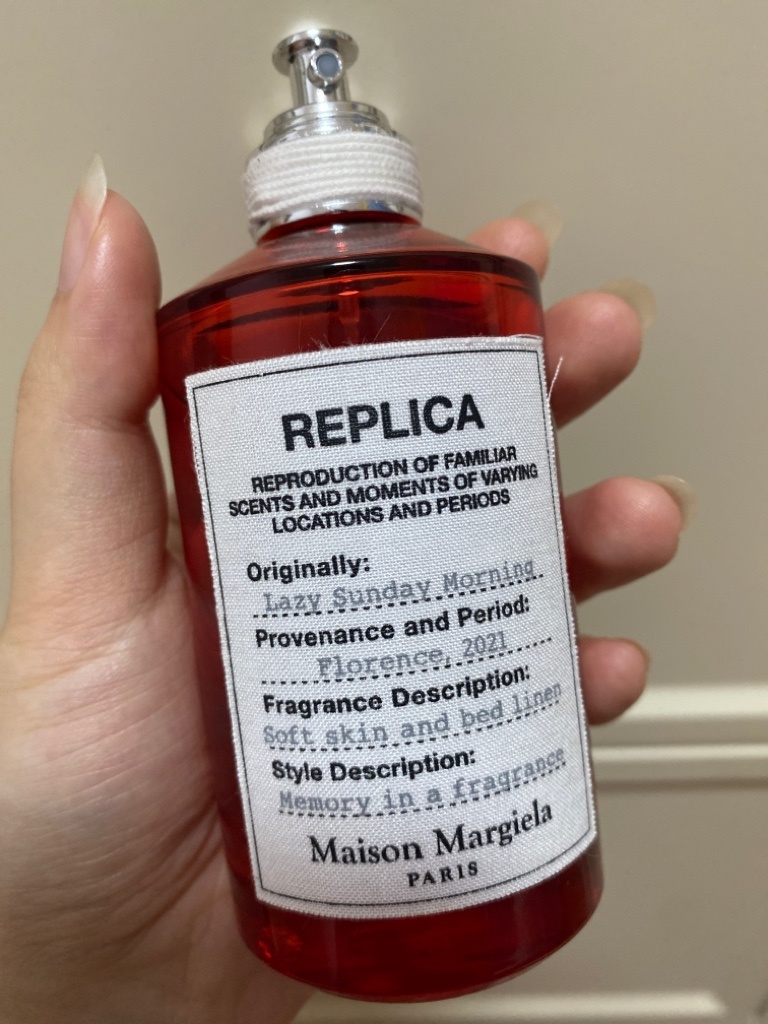 REPLICA
REPRODUCTION OF FAMILIAR
SCENTS AND MOMENTS OF VARYING
LOCATIONS AND PERIODS
Originally:
Lazy Sunday Morning
Provenance and Period:
Florence, 2021
Fragrance Description:
Soft skin and bed linen
Style Description:
Memory in a fragrance
Maison Margiela
PARIS